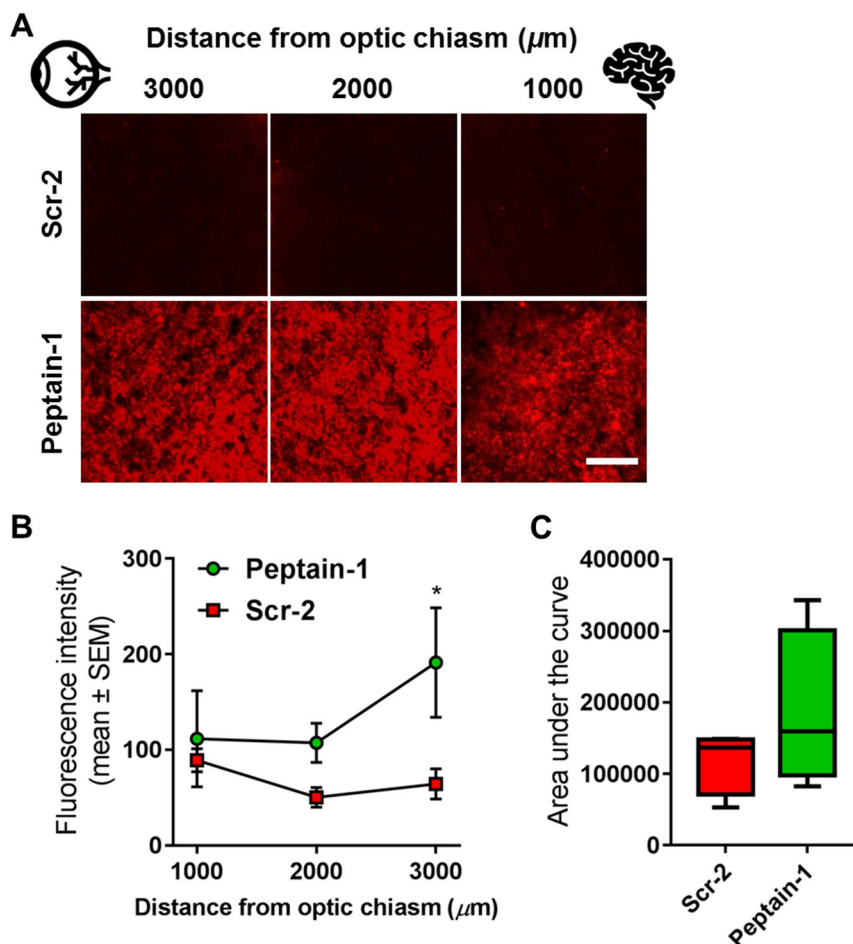 A
Distance from optic chiasm (μm)
3000 2000 1000
Scr-2
Peptain-1
B
Fluorescence intensity
(mean ± SEM)
300
200
100
0
Peptain-1
Scr-2
*
1000 2000 3000
Distance from optic chiasm (μm)
C
Area under the curve
400000
300000
200000
100000
0
Scr-2
Peptain-1